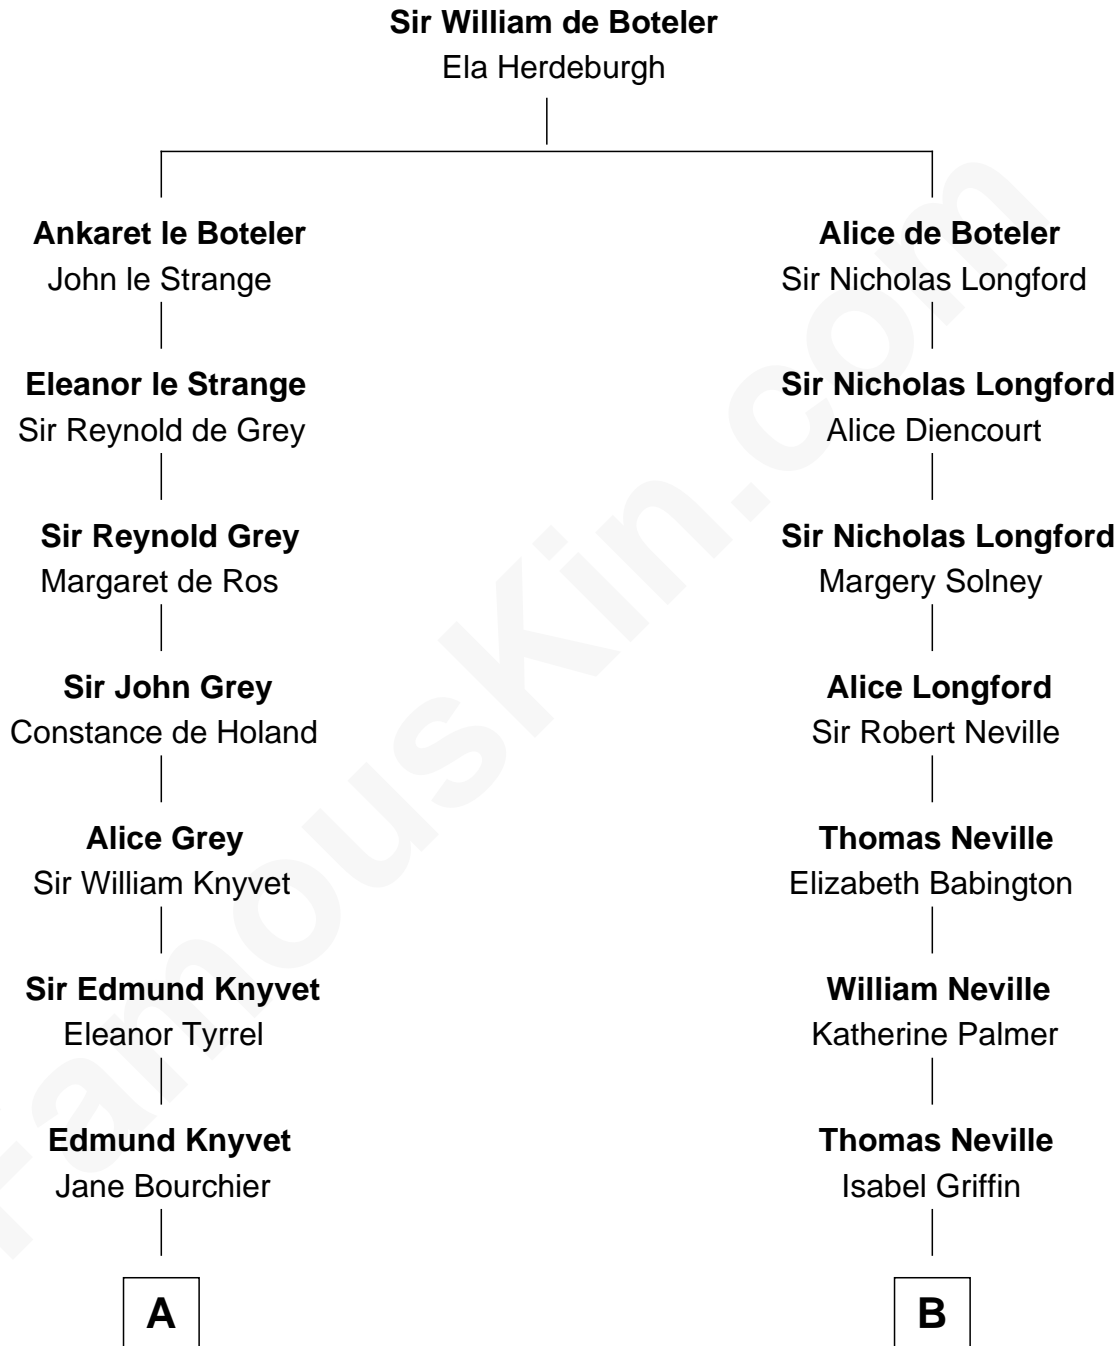 Sir William de Boteler
Ela Herdeburgh
Ankaret le Boteler
John le Strange
Eleanor le Strange
Sir Reynold de Grey
Sir Reynold Grey
Margaret de Ros
Sir John Grey
Constance de Holand
Alice Grey
Sir William Knyvet
Sir Edmund Knyvet
Eleanor Tyrrel
Edmund Knyvet
Jane Bourchier
A
Alice de Boteler
Sir Nicholas Longford
Sir Nicholas Longford
Alice Diencourt
Sir Nicholas Longford
Margery Solney
Alice Longford
Sir Robert Neville
Thomas Neville
Elizabeth Babington
William Neville
Katherine Palmer
Thomas Neville
Isabel Griffin
B
FamousKin.com